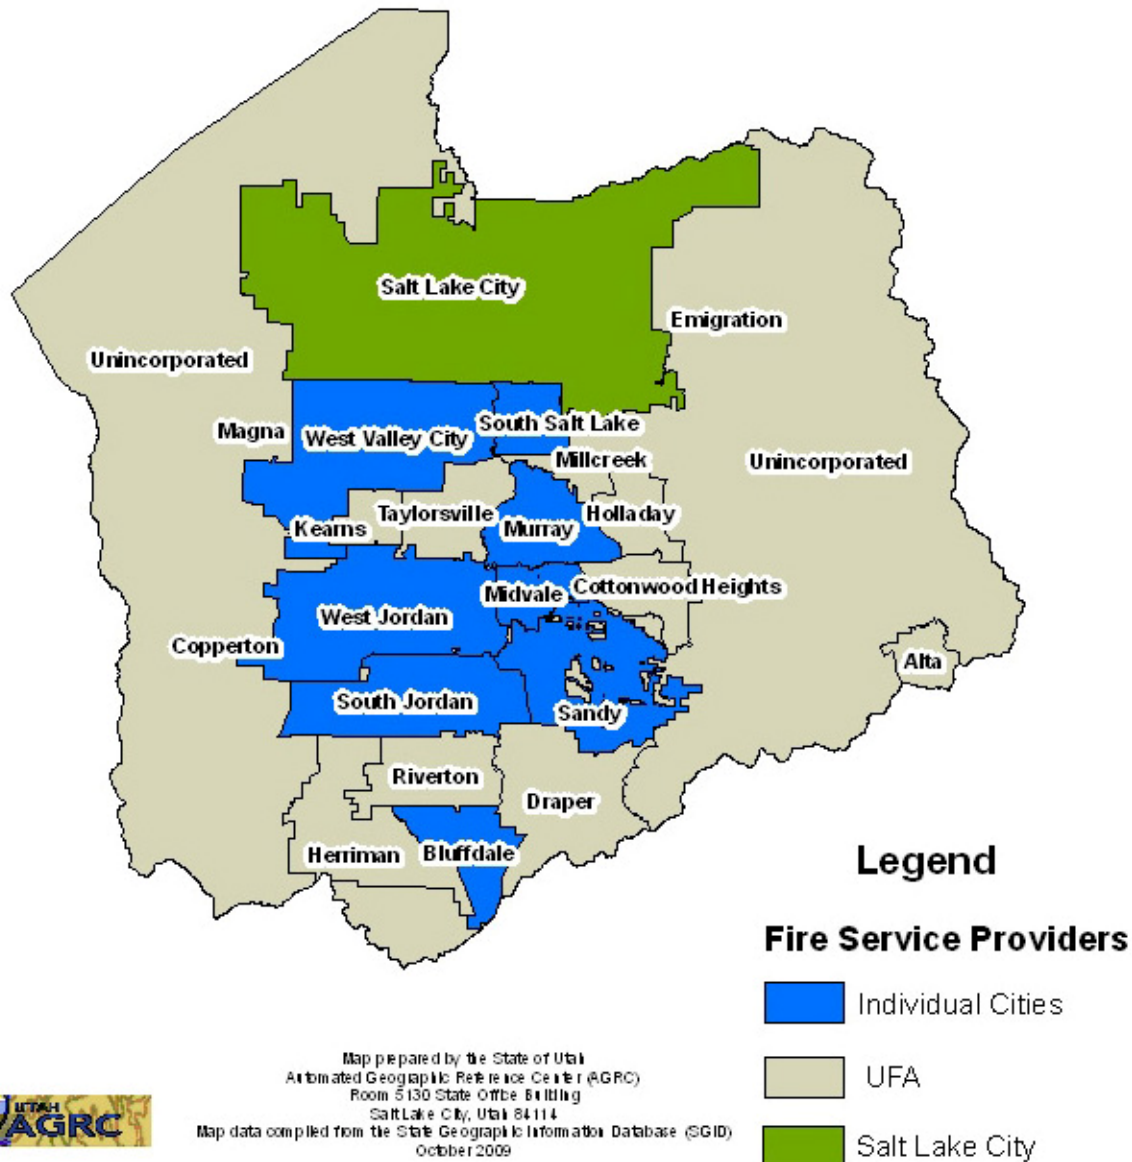 Salt Lake City
Emigration
Unincorporated
South Salt Lake
Magna
West Valley City
Millcreek
Unincorporated
Taylorsville
Holladay
Kearns
Murray
Midvale
Cottonwood Heights
West Jordan
Copperton
Alta
South Jordan
Sandy
Riverton
Draper
Herriman
Bluffdale
Legend
Fire Service Providers
Individual Cities
UFA
Salt Lake City
Map prepared by the State of Utah
Automated Geographic Reference Center (AGRC)
Room 5130 State Office Building
Salt Lake City, Utah 84114
Map data compiled from the State Geographic Information Database (SGID)
October 2009
UTAH
AGRC